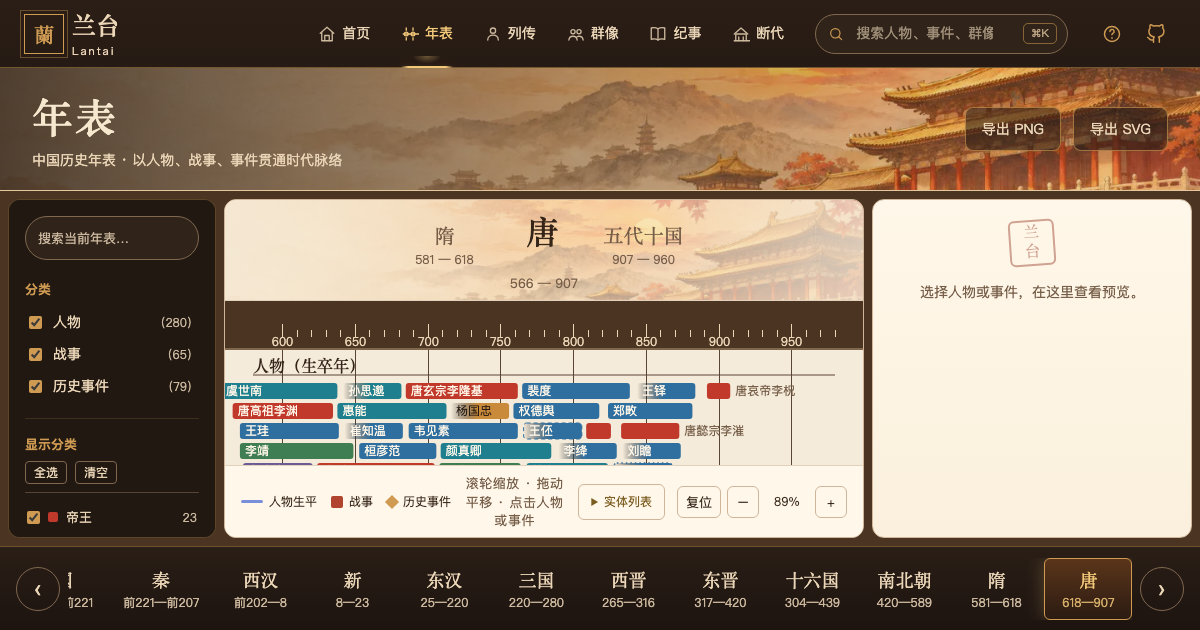 蘭
兰台
Lantai
首页
年表
列传
群像
纪事
断代
搜索人物、事件、群像
⌘K
年表
中国历史年表 · 以人物、战事、事件贯通时代脉络
导出 PNG
导出 SVG
搜索当前年表…
分类
人物 (280)
战事 (65)
历史事件 (79)
显示分类
全选 清空
帝王 23
隋
581 — 618
唐
566 — 907
五代十国
907 — 960
600 650 700 750 800 850 900 950
人物（生卒年）
虞世南 孙思邈 唐玄宗李隆基 裴度 王铎 唐哀帝李柷
唐高祖李渊 惠能 杨国忠 权德舆 郑畋
王珪 崔知温 韦见素 王伾 唐懿宗李漼
李靖 桓彦范 颜真卿 李绛 刘瞻
人物生平
战事
历史事件
滚轮缩放 · 拖动
平移 · 点击人物
或事件
▶ 实体列表
复位
—
89%
+
兰
台
选择人物或事件，在这里查看预览。
‹
前221
秦
前221—前207
西汉
前202—8
新
8—23
东汉
25—220
三国
220—280
西晋
265—316
东晋
317—420
十六国
304—439
南北朝
420—589
隋
581—618
唐
618—907
›